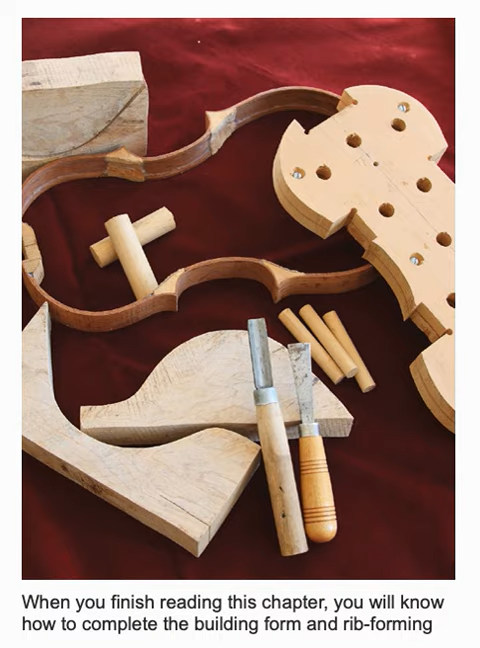 When you finish reading this chapter, you will know
how to complete the building form and rib-forming